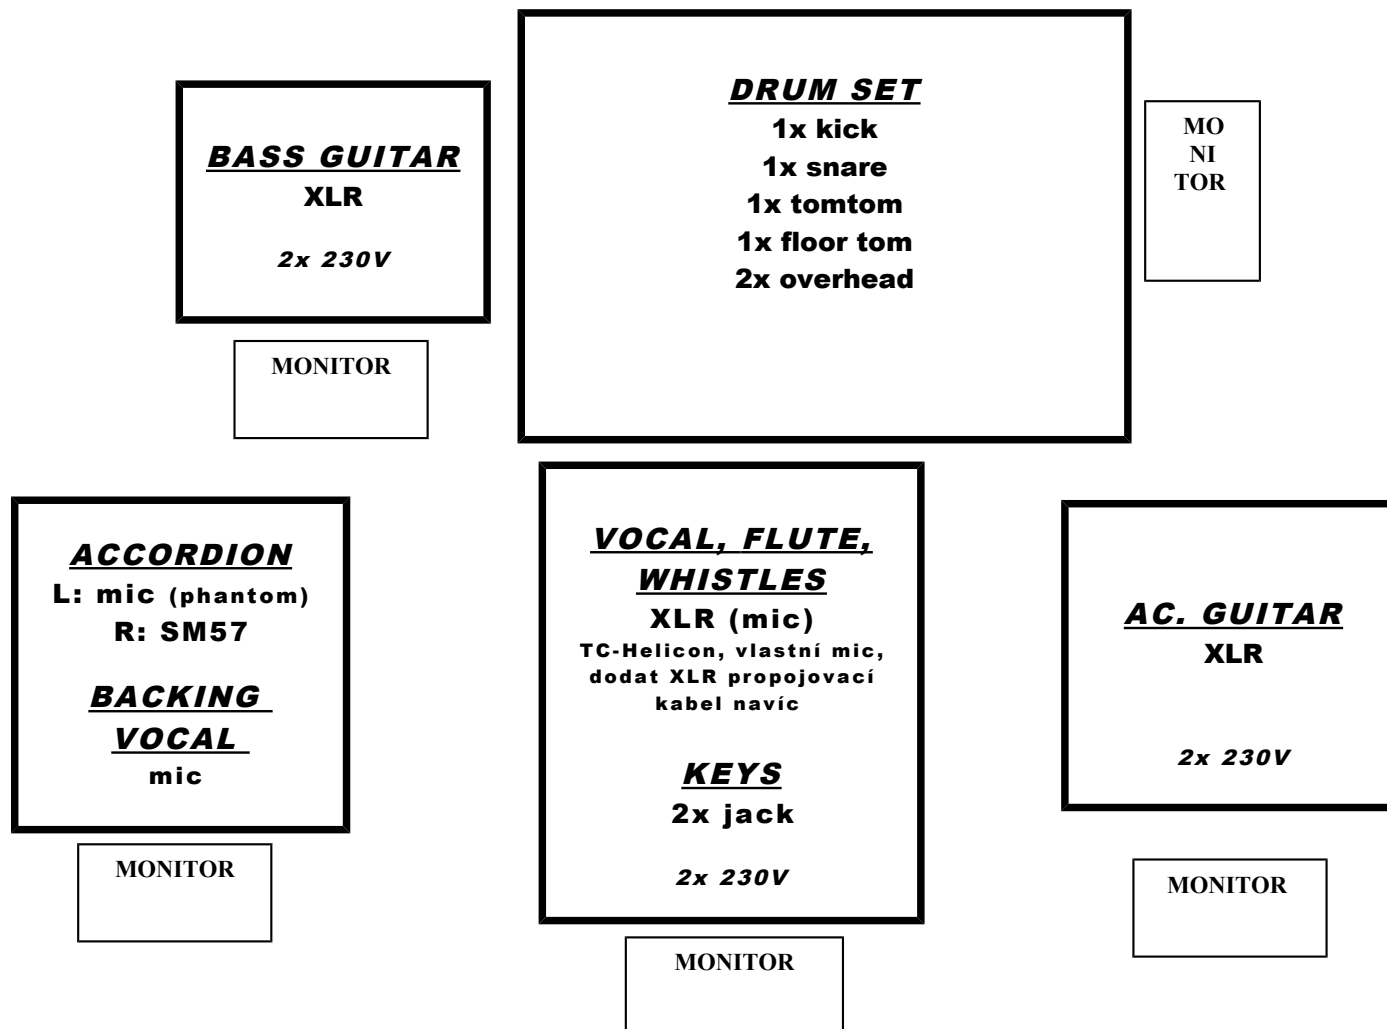 DRUM SET
1x kick
1x snare
1x tomtom
1x floor tom
2x overhead
MO
NI
TOR
BASS GUITAR
XLR
2x 230V
MONITOR
ACCORDION
L: mic (phantom)
R: SM57
BACKING
VOCAL
mic
MONITOR
VOCAL, FLUTE,
WHISTLES
XLR (mic)
TC-Helicon, vlastní mic,
dodat XLR propojovací
kabel navíc
KEYS
2x jack
2x 230V
MONITOR
AC. GUITAR
XLR
2x 230V
MONITOR